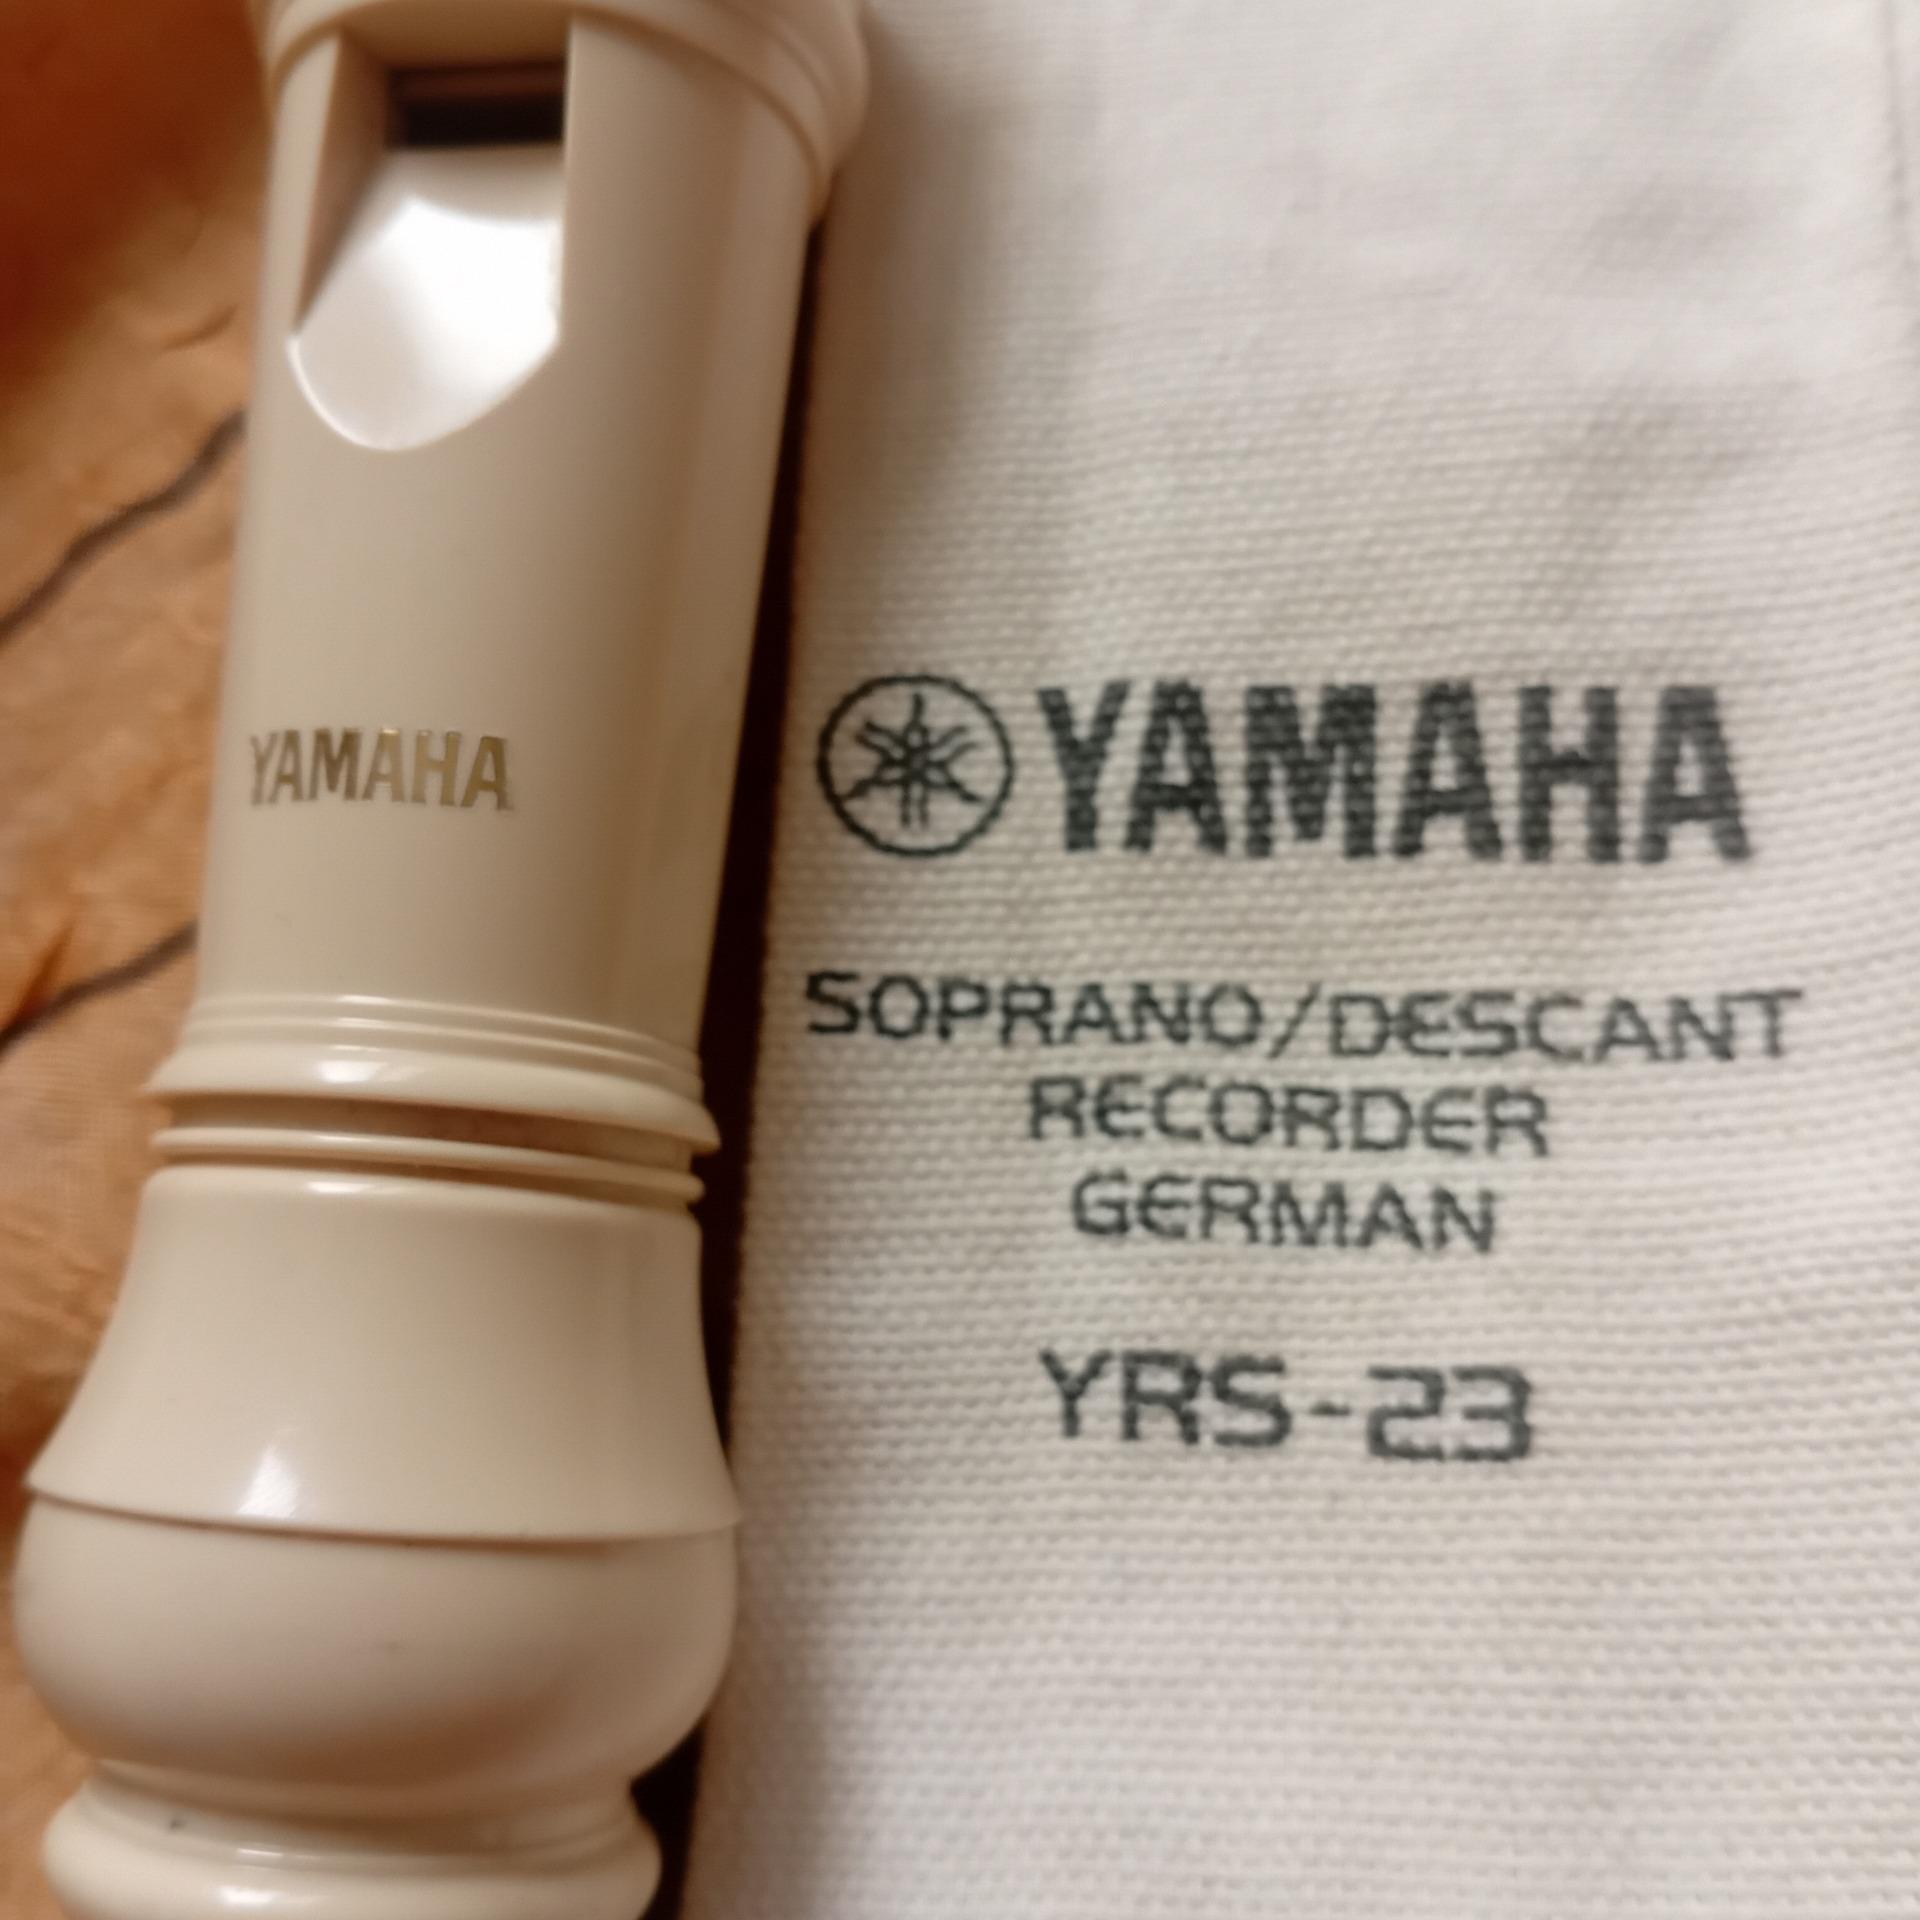 YAMAHA
YAMAHA
SOPRANO/DESCANT
RECORDER
GERMAN
YRS-23